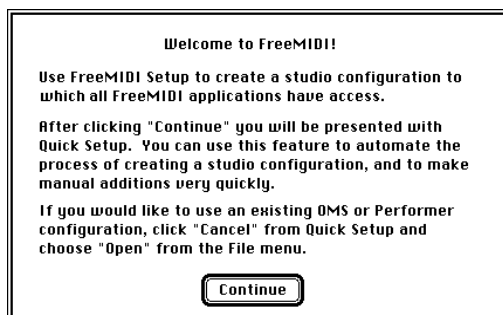 Welcome to FreeMIDI!
Use FreeMIDI Setup to create a studio configuration to
which all FreeMIDI applications have access.
After clicking "Continue" you will be presented with
Quick Setup.  You can use this feature to automate the
process of creating a studio configuration, and to make
manual additions very quickly.
If you would like to use an existing OMS or Performer
configuration, click "Cancel" from Quick Setup and
choose "Open" from the File menu.
Continue